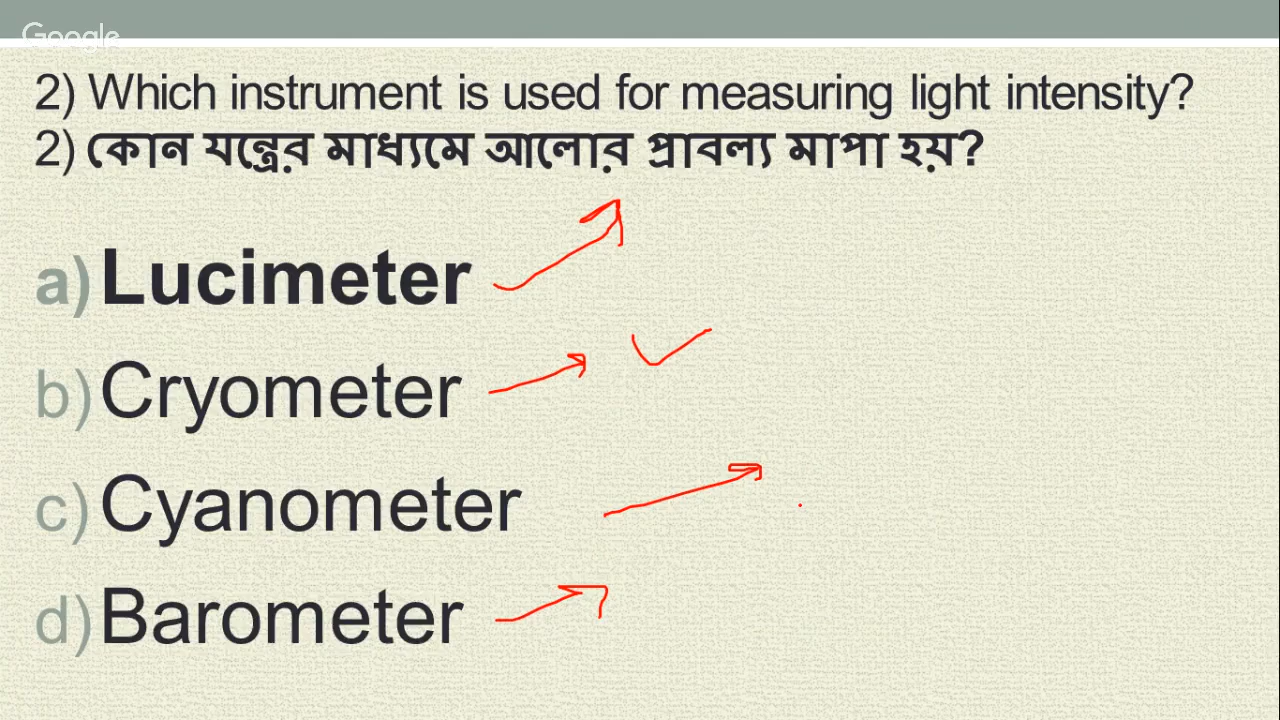 Google
2) Which instrument is used for measuring light intensity?
2) কোন যন্ত্রের মাধ্যমে আলোর প্রাবল্য মাপা হয়?
a) Lucimeter
b) Cryometer
c) Cyanometer
d) Barometer